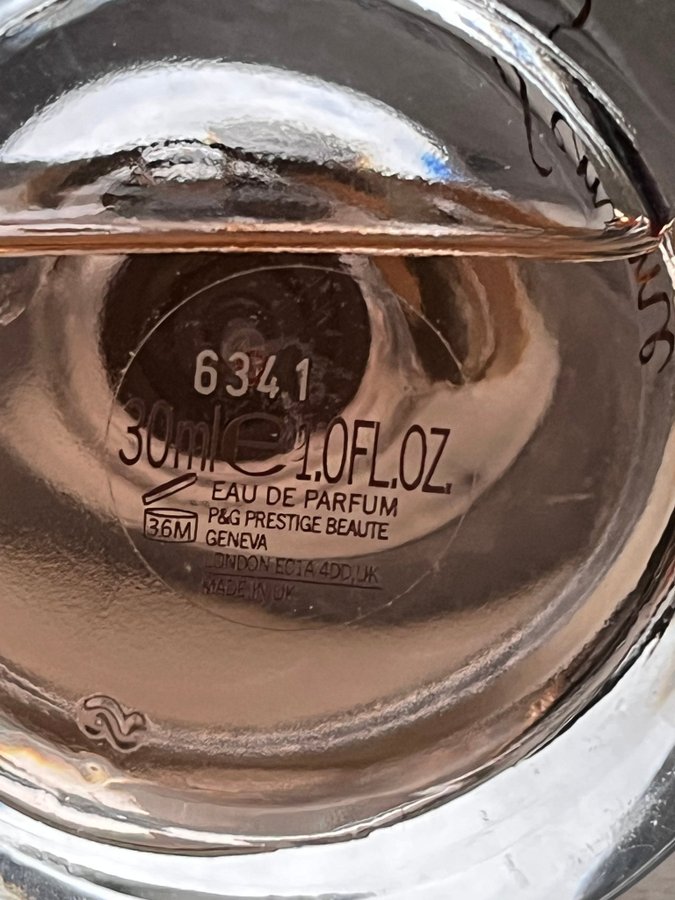 6341
30ml e 1.0FL.OZ.
EAU DE PARFUM
36M
P&G PRESTIGE BEAUTE
GENEVA
LONDON EC1A 4DD,UK
MADE IN UK